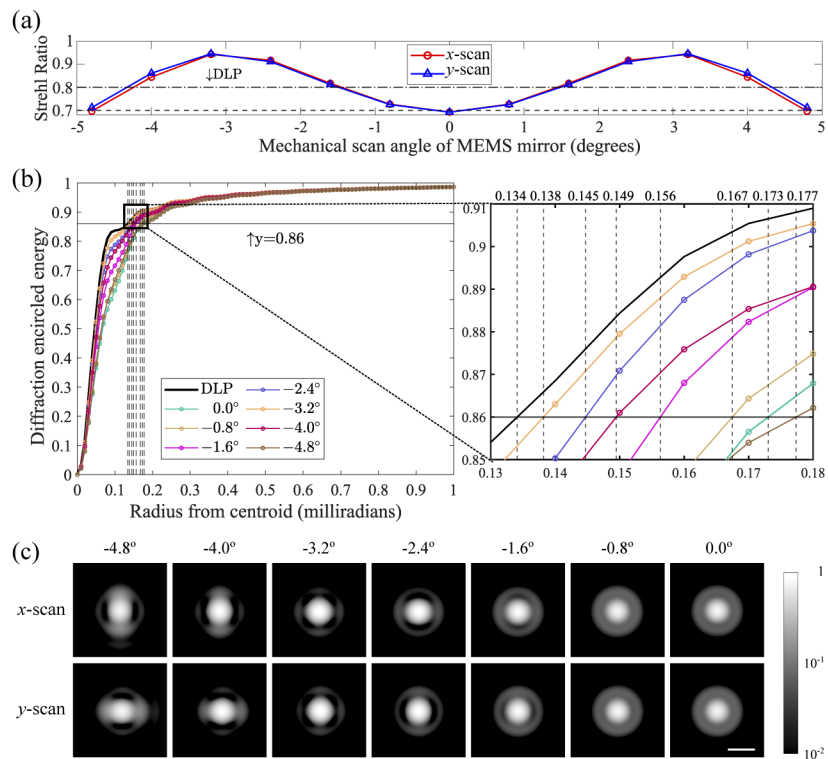 (a)
1
0.9
0.8
0.7
Strehl Ratio
↓DLP
x-scan
y-scan
-5 -4 -3 -2 -1 0 1 2 3 4 5
Mechanical scan angle of MEMS mirror (degrees)
(b)
1
0.9
0.8
0.7
0.6
0.5
0.4
0.3
0.2
0.1
0
Diffraction encircled energy
↑y=0.86
DLP
0.0°
−0.8°
−1.6°
−2.4°
−3.2°
−4.0°
−4.8°
0 0.1 0.2 0.3 0.4 0.5 0.6 0.7 0.8 0.9 1
Radius from centroid (milliradians)
0.134 0.138 0.145 0.149 0.156 0.167 0.173 0.177
0.91
0.9
0.89
0.88
0.87
0.86
0.85
0.13 0.14 0.15 0.16 0.17 0.18
(c)
-4.8° -4.0° -3.2° -2.4° -1.6° -0.8° 0.0°
x-scan
y-scan
1
10-1
10-2